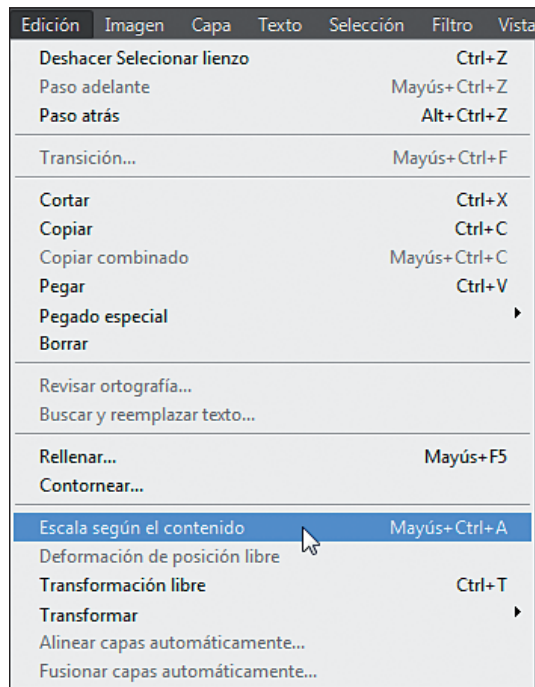 Edición Imagen Capa Texto Selección Filtro Vista
Deshacer Selecionar lienzo Ctrl+Z
Paso adelante Mayús+Ctrl+Z
Paso atrás Alt+Ctrl+Z
Transición... Mayús+Ctrl+F
Cortar Ctrl+X
Copiar Ctrl+C
Copiar combinado Mayús+Ctrl+C
Pegar Ctrl+V
Pegado especial
Borrar
Revisar ortografía...
Buscar y reemplazar texto...
Rellenar... Mayús+F5
Contornear...
Escala según el contenido Mayús+Ctrl+A
Deformación de posición libre
Transformación libre Ctrl+T
Transformar
Alinear capas automáticamente...
Fusionar capas automáticamente...